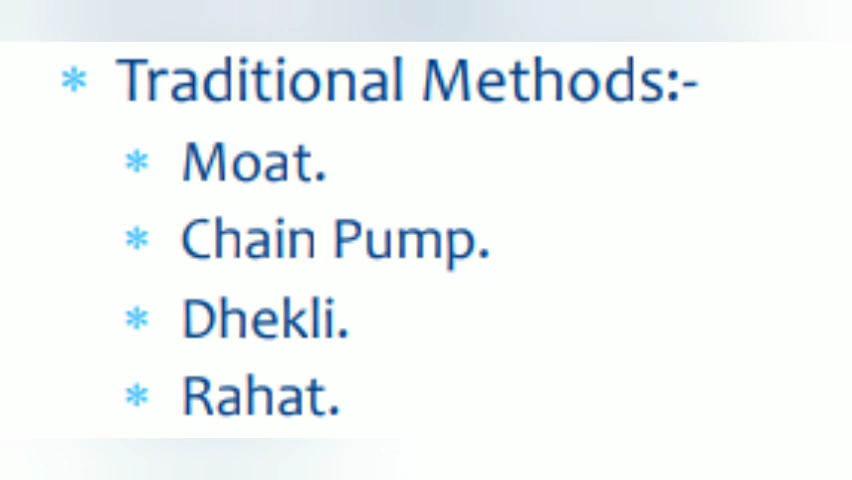 * Traditional Methods:-
* Moat.
* Chain Pump.
* Dhekli.
* Rahat.